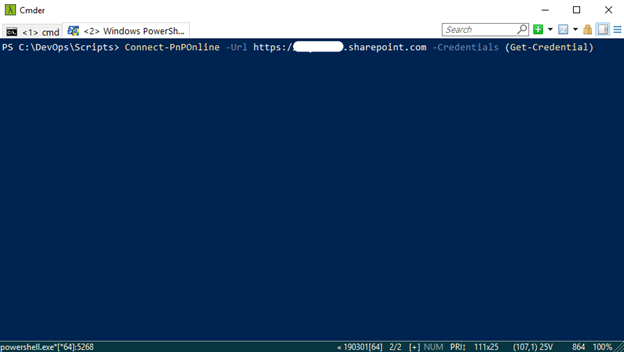 Cmder
<1> cmd
<2> Windows PowerSh...
Search
PS C:\DevOps\Scripts> Connect-PnPOnline -Url https:/ .sharepoint.com -Credentials (Get-Credential)
powershell.exe*[*64]:5268
« 190301[64] 2/2 [+] NUM PRI↕ 111x25 (107,1) 25V 864 100%